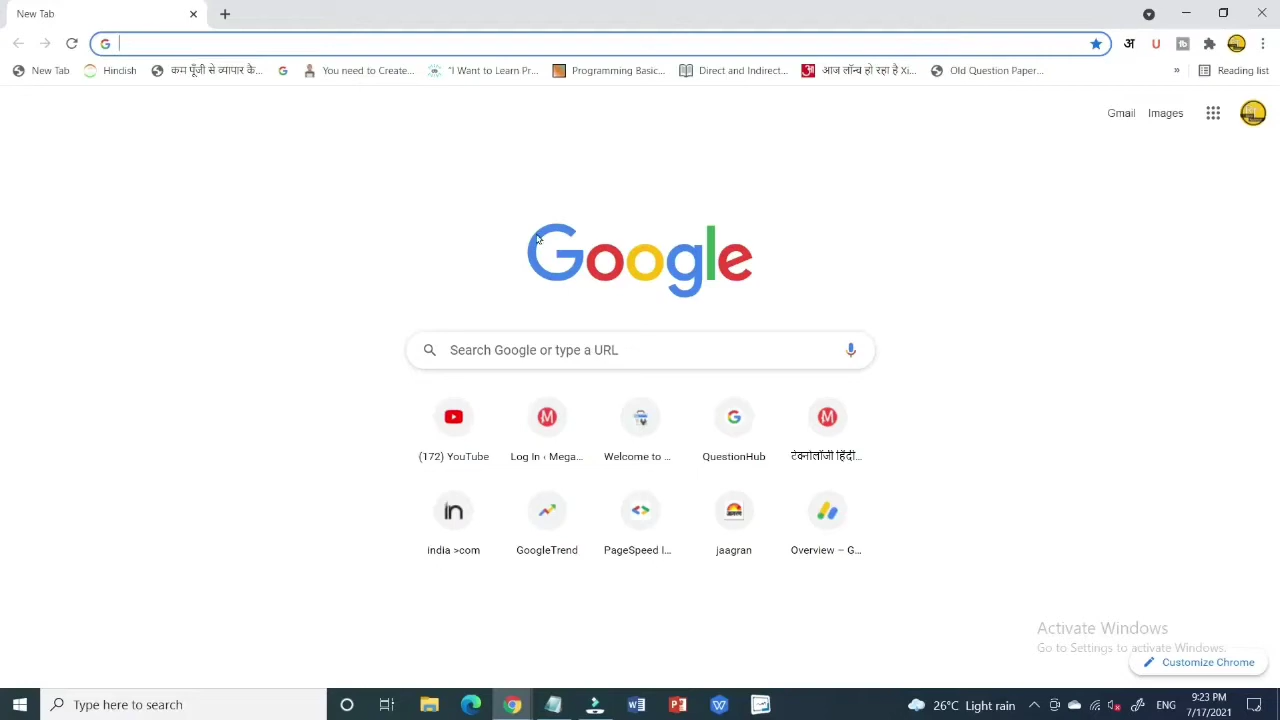 New Tab
New Tab
Hindish
कम पूँजी से व्यापार कै...
You need to Create...
"I Want to Learn Pr...
Programming Basic...
Direct and Indirect...
आज लॉन्च हो रहा है Xi...
Old Question Paper...
»
Reading list
Gmail
Images
Google
Search Google or type a URL
(172) YouTube
Log In ‹ Mega...
Welcome to ...
QuestionHub
टेक्नोलॉजी हिंदी...
india >com
GoogleTrend
PageSpeed I...
jaagran
Overview – G...
Activate Windows
Go to Settings to activate Windows.
Customize Chrome
Type here to search
26°C Light rain
ENG
9:23 PM
7/17/2021